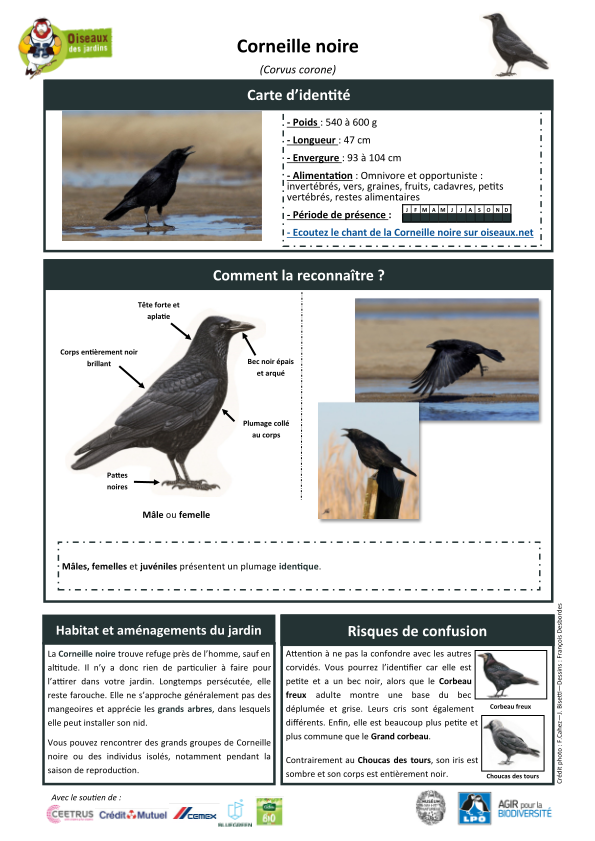 Oiseaux
des jardins
Corneille noire
(Corvus corone)
Carte d'identité
- Poids : 540 à 600 g
- Longueur : 47 cm
- Envergure : 93 à 104 cm
- Alimentation : Omnivore et opportuniste :
invertébrés, vers, graines, fruits, cadavres, petits
vertébrés, restes alimentaires
- Période de présence :
J F M A M J J A S O N D
- Ecoutez le chant de la Corneille noire sur oiseaux.net
Comment la reconnaître ?
Tête forte et
aplatie
Corps entièrement noir
brillant
Bec noir épais
et arqué
Plumage collé
au corps
Pattes
noires
Mâle ou femelle
Mâles, femelles et juvéniles présentent un plumage identique.
Habitat et aménagements du jardin
La Corneille noire trouve refuge près de l'homme, sauf en
altitude. Il n'y a donc rien de particulier à faire pour
l'attirer dans votre jardin. Longtemps persécutée, elle
reste farouche. Elle ne s'approche généralement pas des
mangeoires et apprécie les grands arbres, dans lesquels
elle peut installer son nid.
Vous pouvez rencontrer des grands groupes de Corneille
noire ou des individus isolés, notamment pendant la
saison de reproduction.
Risques de confusion
Attention à ne pas la confondre avec les autres
corvidés. Vous pourrez l'identifier car elle est
petite et a un bec noir, alors que le Corbeau
freux adulte montre une base du bec
déplumée et grise. Leurs cris sont également
différents. Enfin, elle est beaucoup plus petite et
plus commune que le Grand corbeau.
Contrairement au Choucas des tours, son iris est
sombre et son corps est entièrement noir.
Corbeau freux
Choucas des tours
Crédit photo : F.Cahez—J. Bisetti—Dessins : François Desbordes
Avec le soutien de :
CEETRUS
Crédit Mutuel
CEMEX
BLUEGREEN
MUSÉUM
LPO
AGIR pour la
BIODIVERSITÉ